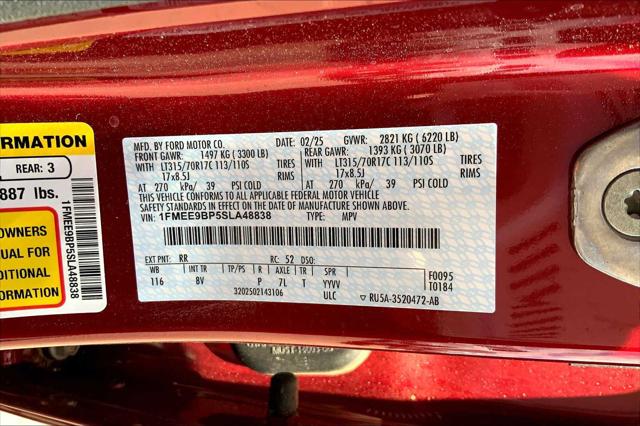 RMATION
REAR: 3
887 lbs.
OWNERS
UAL FOR
DITIONAL
FORMATION
1FMEE9BP5SLA48838
MFD. BY FORD MOTOR CO. 02/25 GVWR: 2821 KG (6220 LB)
FRONT GAWR: 1497 KG (3300 LB) REAR GAWR: 1393 KG (3070 LB)
WITH LT315/70R17C 113/110S TIRES WITH LT315/70R17C 113/110S TIRES
17x8.5J RIMS 17x8.5J RIMS
AT 270 kPa/ 39 PSI COLD AT 270 kPa/ 39 PSI COLD
THIS VEHICLE CONFORMS TO ALL APPLICABLE FEDERAL MOTOR VEHICLE
SAFETY STANDARDS IN EFFECT ON THE DATE OF MANUFACTURE SHOWN ABOVE.
VIN: 1FMEE9BP5SLA48838 TYPE: MPV
EXT PNT: RR RC: 52 DSO:
WB INT TR TP/PS R AXLE TR SPR F0095
116 BV P 7L T YYVV T0184
3202502143106 ULC ▽ RU5A-3520472-AB